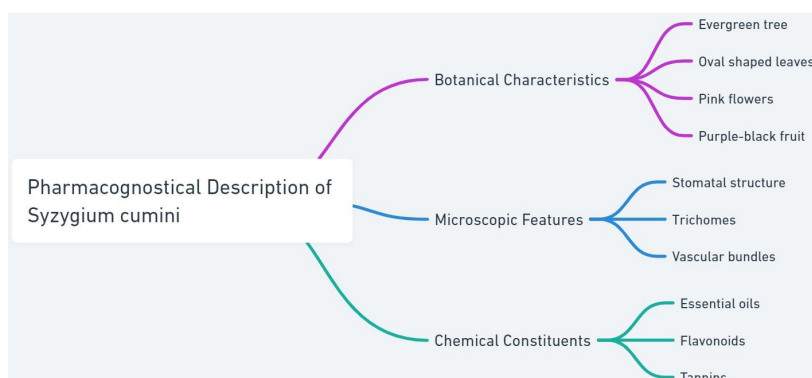 Pharmacognostical Description of
Syzygium cumini
Botanical Characteristics
Evergreen tree
Oval shaped leaves
Pink flowers
Purple-black fruit
Microscopic Features
Stomatal structure
Trichomes
Vascular bundles
Chemical Constituents
Essential oils
Flavonoids
Tannins